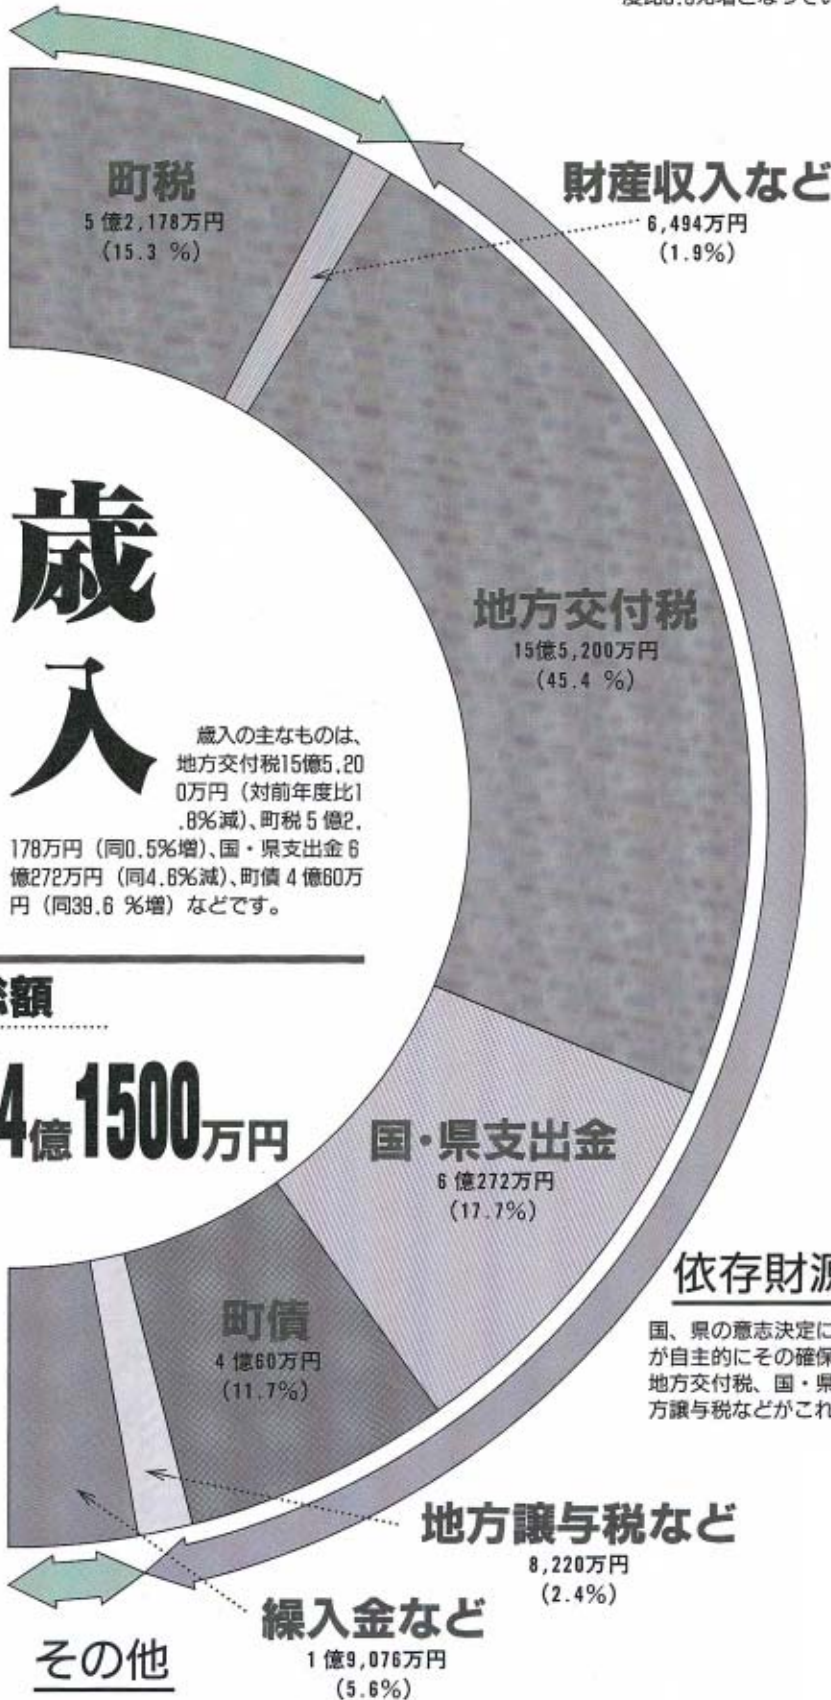 町税
5億2,178万円
(15.3 %)
財産収入など
6,494万円
(1.9%)
地方交付税
15億5,200万円
(45.4 %)
歳
入
歳入の主なものは、
地方交付税15億5,20
0万円（対前年度比1
.8%減）、町税5億2,
178万円（同0.5%増）、国・県支出金6
億272万円（同4.6%減）、町債4億60万
円（同39.6 %増）などです。
額
4億1500万円
国・県支出金
6億272万円
(17.7%)
依存財源
国、県の意志決定に
が自主的にその確保
地方交付税、国・県
方譲与税などがこれ
町債
4億60万円
(11.7%)
地方譲与税など
8,220万円
(2.4%)
繰入金など
1億9,076万円
(5.6%)
その他